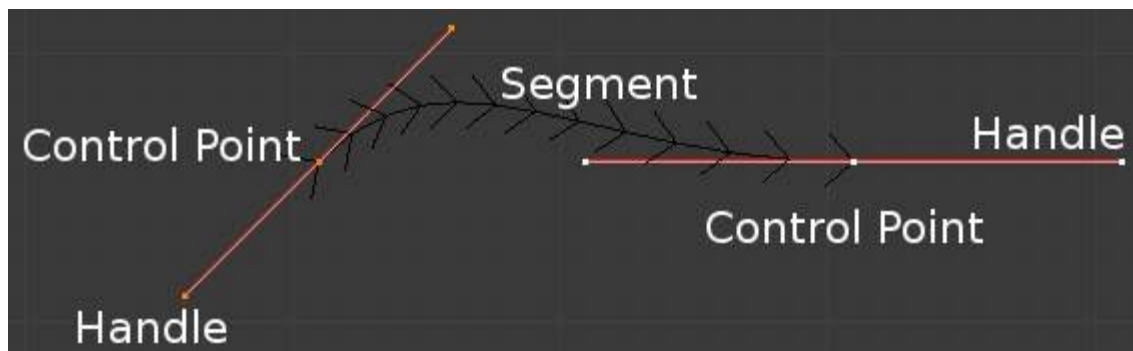 Segment
Control Point
Handle
Control Point
Handle